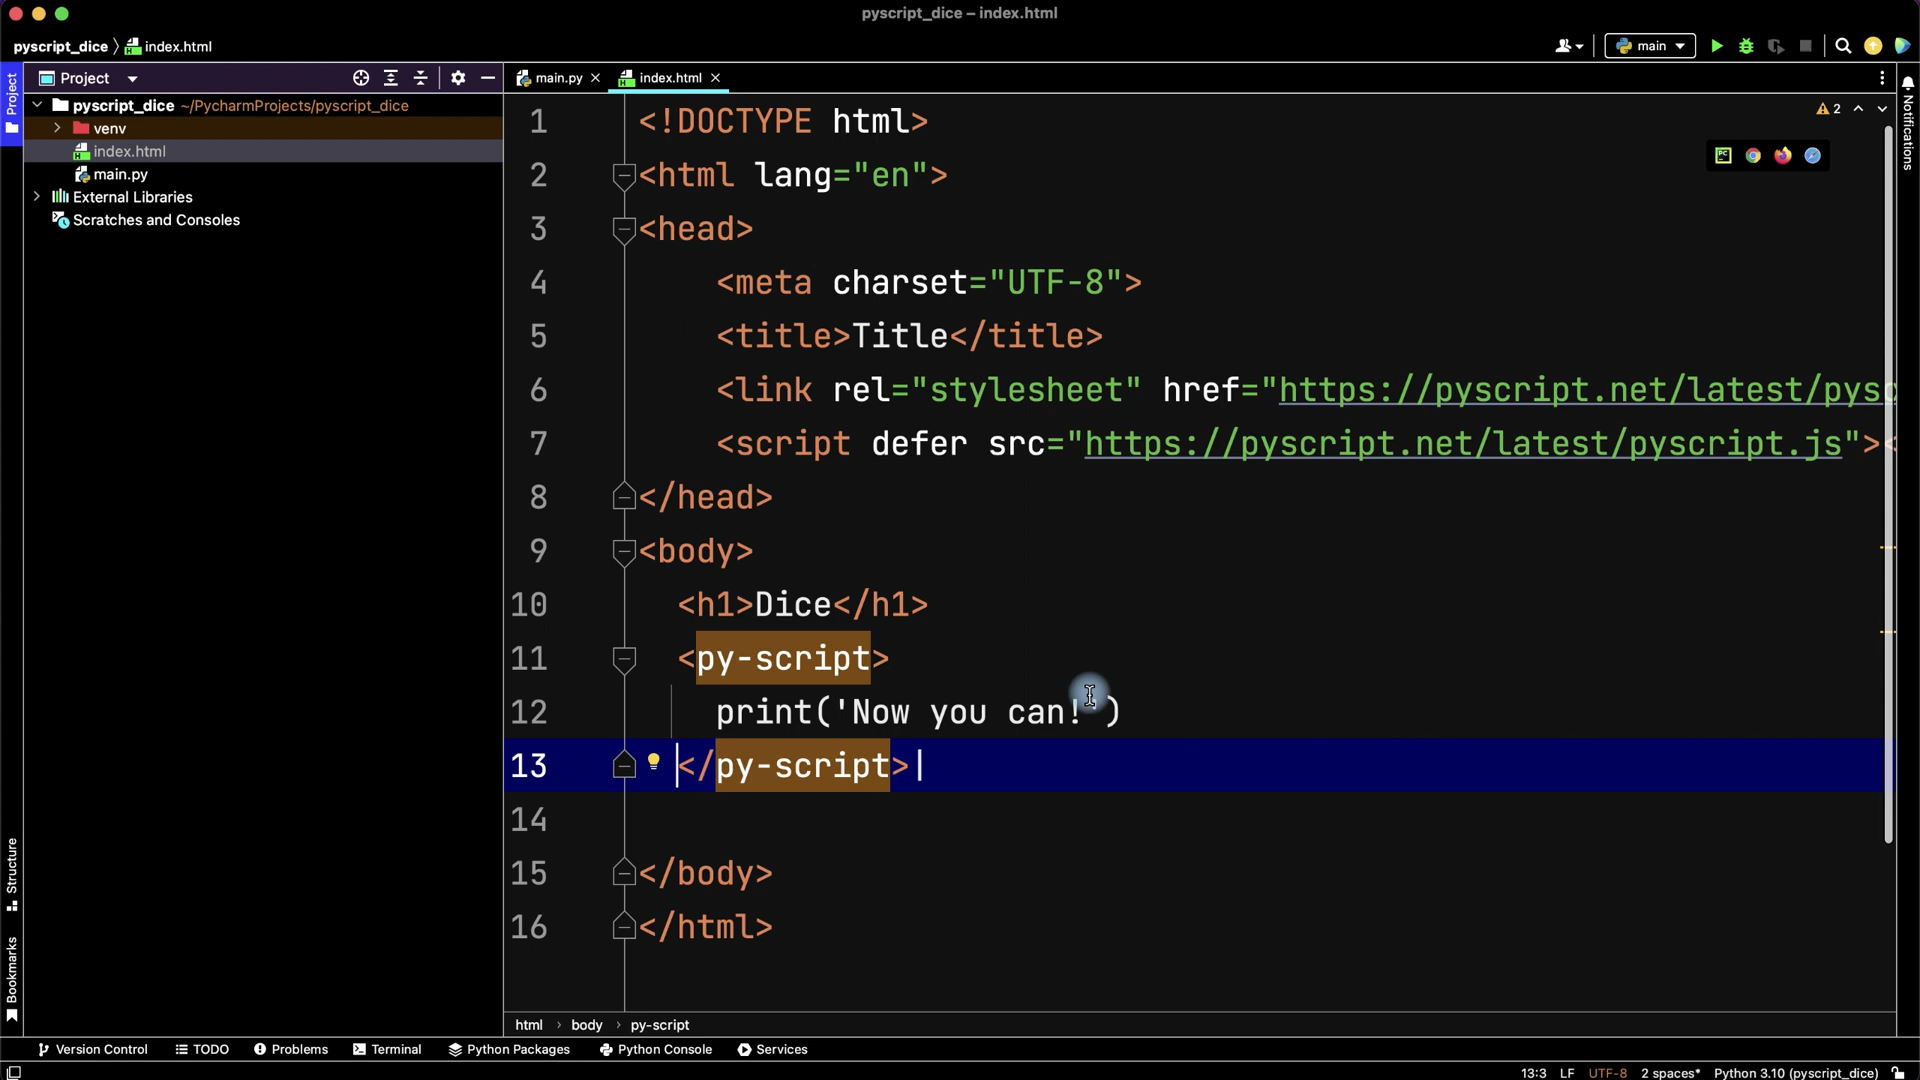 pyscript_dice – index.html
pyscript_dice
index.html
main
Project
main.py
index.html
Project
pyscript_dice ~/PycharmProjects/pyscript_dice
venv
index.html
main.py
External Libraries
Scratches and Consoles
Notifications
2
1 <!DOCTYPE html>
2 <html lang="en">
3 <head>
4 <meta charset="UTF-8">
5 <title>Title</title>
6 <link rel="stylesheet" href="https://pyscript.net/latest/pysc
7 <script defer src="https://pyscript.net/latest/pyscript.js"><
8 </head>
9 <body>
10 <h1>Dice</h1>
11 <py-script>
12 print('Now you can!')
13 </py-script>
14
15 </body>
16 </html>
Structure
Bookmarks
html
body
py-script
Version Control
TODO
Problems
Terminal
Python Packages
Python Console
Services
13:3 LF UTF-8 2 spaces* Python 3.10 (pyscript_dice)